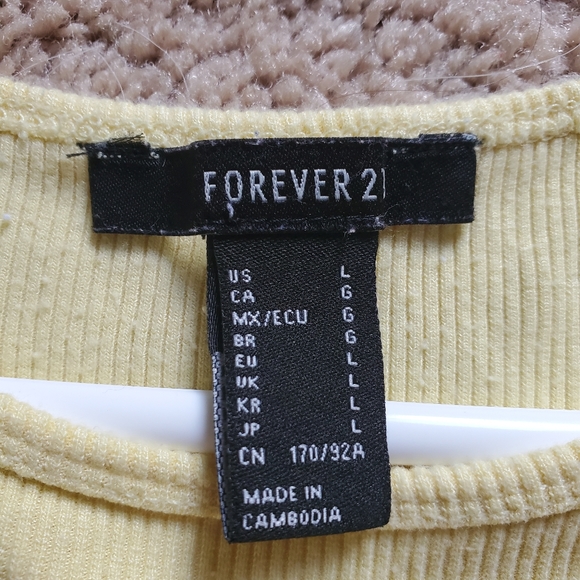 FOREVER 21
US L
CA G
MX/ECU G
BR G
EU L
UK L
KR L
JP L
CN 170/92A
MADE IN
CAMBODIA